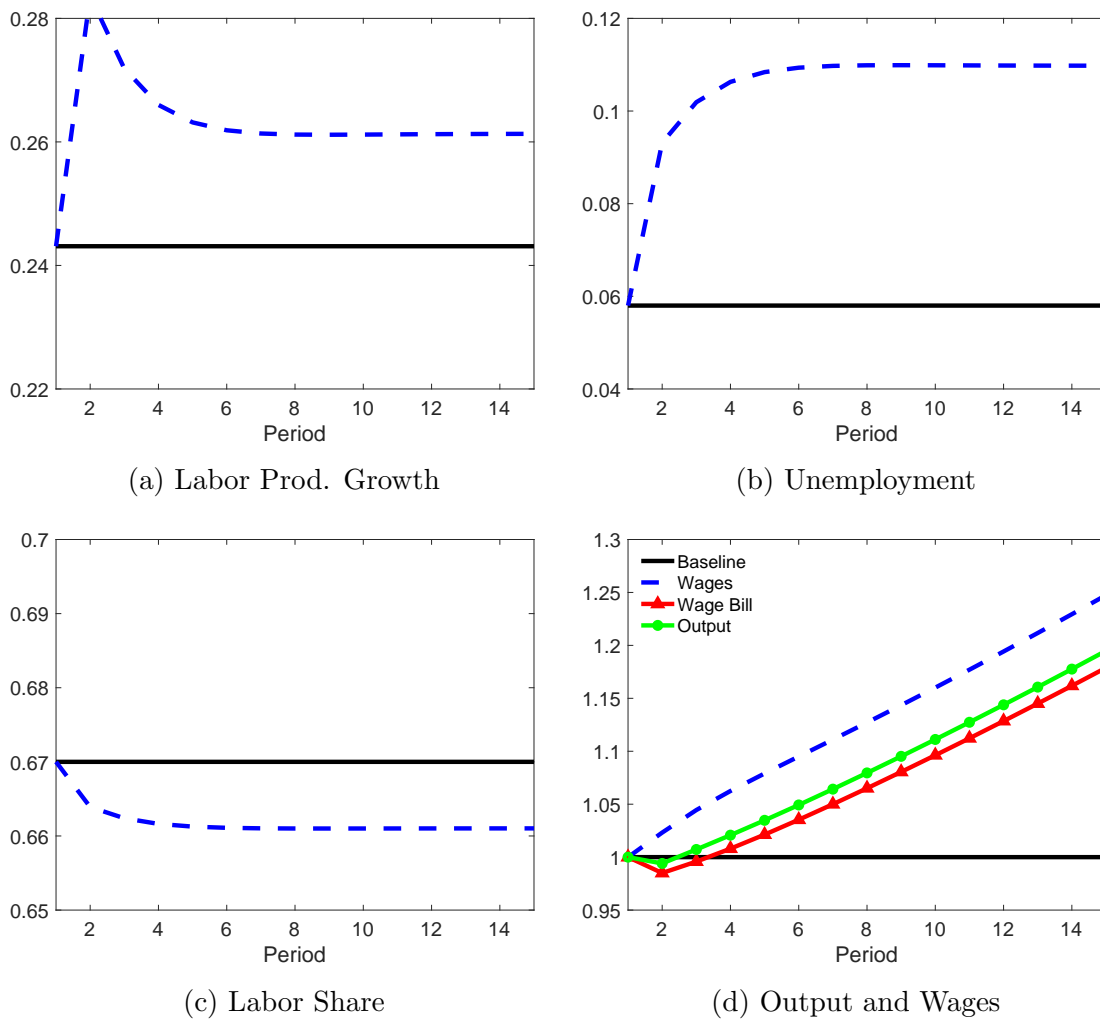 0.28
0.26
0.24
0.22
2 4 6 8 10 12 14
Period
(a) Labor Prod. Growth
0.12
0.1
0.08
0.06
0.04
2 4 6 8 10 12 14
Period
(b) Unemployment
0.7
0.69
0.68
0.67
0.66
0.65
2 4 6 8 10 12 14
Period
(c) Labor Share
1.3
1.25
1.2
1.15
1.1
1.05
1
0.95
Baseline
Wages
Wage Bill
Output
2 4 6 8 10 12 14
Period
(d) Output and Wages